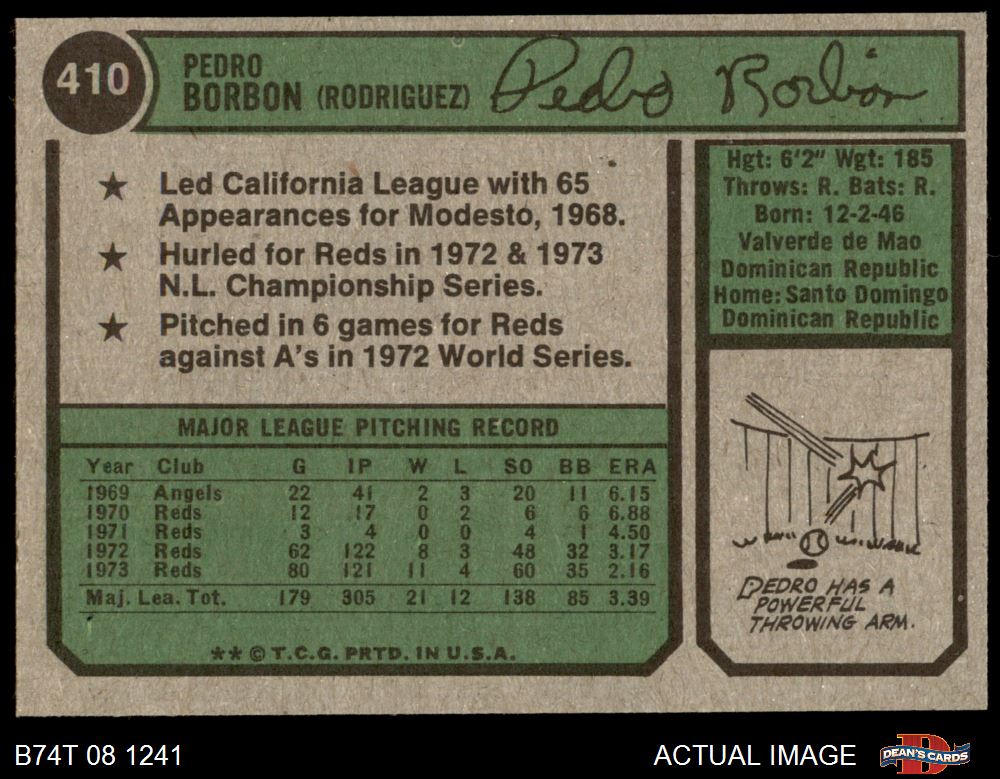 410
PEDRO
BORBON (RODRIGUEZ)
Pedro Borbon
★ Led California League with 65
Appearances for Modesto, 1968.
★ Hurled for Reds in 1972 & 1973
N.L. Championship Series.
★ Pitched in 6 games for Reds
against A's in 1972 World Series.
Hgt: 6'2" Wgt: 185
Throws: R. Bats: R.
Born: 12-2-46
Valverde de Mao
Dominican Republic
Home: Santo Domingo
Dominican Republic
MAJOR LEAGUE PITCHING RECORD
Year Club G IP W L SO BB ERA
1969 Angels 22 41 2 3 20 11 6.15
1970 Reds 12 17 0 2 6 6 6.88
1971 Reds 3 4 0 0 4 1 4.50
1972 Reds 62 122 8 3 48 32 3.17
1973 Reds 80 121 11 4 60 35 2.16
Maj. Lea. Tot. 179 305 21 12 138 85 3.39
** © T.C.G. PRTD. IN U.S.A.
PEDRO HAS A
POWERFUL
THROWING ARM.
B74T 08 1241
ACTUAL IMAGE
DEAN'S CARDS